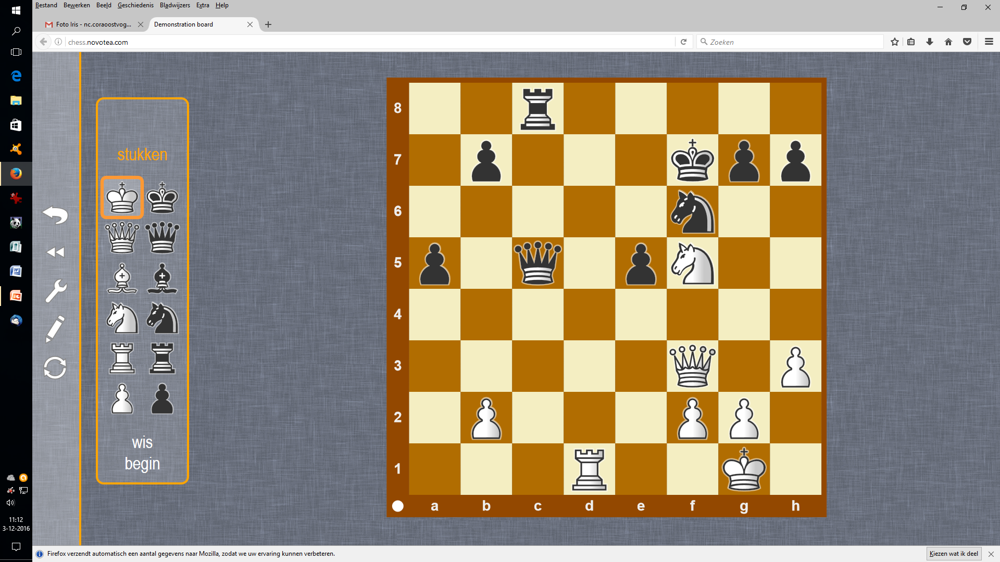 Bestand Bewerken Beeld Geschiedenis Bladwijzers Extra Help
Foto Iris - nc.coraoostvog... Demonstration board
chess.novotea.com Zoeken
stukken
wis
begin
8
7
6
5
4
3
2
1
a b c d e f g h
11:12
3-12-2016
Firefox verzendt automatisch een aantal gegevens naar Mozilla, zodat we uw ervaring kunnen verbeteren. Kiezen wat ik deel